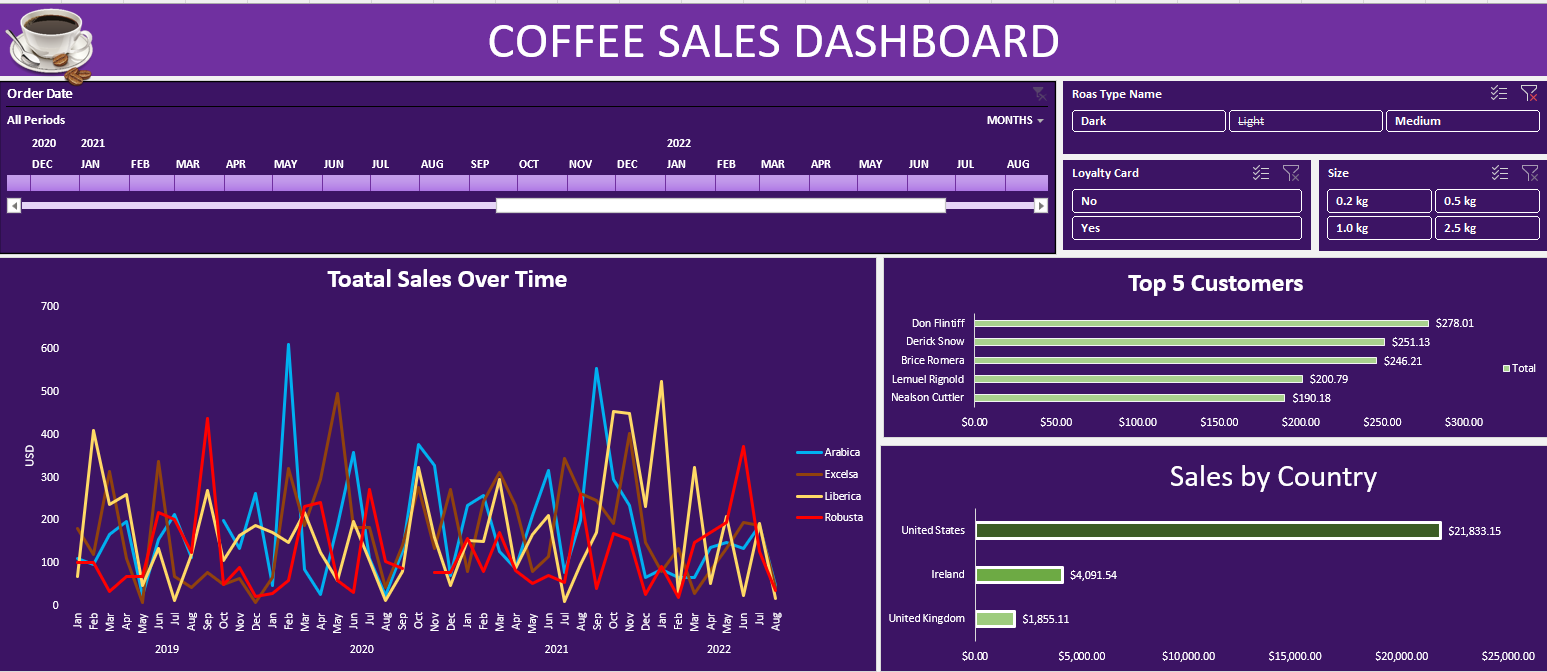 COFFEE SALES DASHBOARD
Order Date
All Periods
MONTHS
2020 2021 2022
DEC JAN FEB MAR APR MAY JUN JUL AUG SEP OCT NOV DEC JAN FEB MAR APR MAY JUN JUL AUG
Roas Type Name
Dark Light Medium
Loyalty Card
No
Yes
Size
0.2 kg 0.5 kg
1.0 kg 2.5 kg
Toatal Sales Over Time
700
600
500
400
300
200
100
0
USD
Jan Feb Mar Apr May Jun Jul Aug Sep Oct Nov Dec Jan Feb Mar Apr May Jun Jul Aug Sep Oct Nov Dec Jan Feb Mar Apr May Jun Jul Aug Sep Oct Nov Dec Jan Feb Mar Apr May Jun Jul Aug
2019 2020 2021 2022
Arabica
Excelsa
Liberica
Robusta
Top 5 Customers
Don Flintiff $278.01
Derick Snow $251.13
Brice Romera $246.21
Lemuel Rignold $200.79
Nealson Cuttler $190.18
Total
$0.00 $50.00 $100.00 $150.00 $200.00 $250.00 $300.00
Sales by Country
United States $21,833.15
Ireland $4,091.54
United Kingdom $1,855.11
$0.00 $5,000.00 $10,000.00 $15,000.00 $20,000.00 $25,000.00